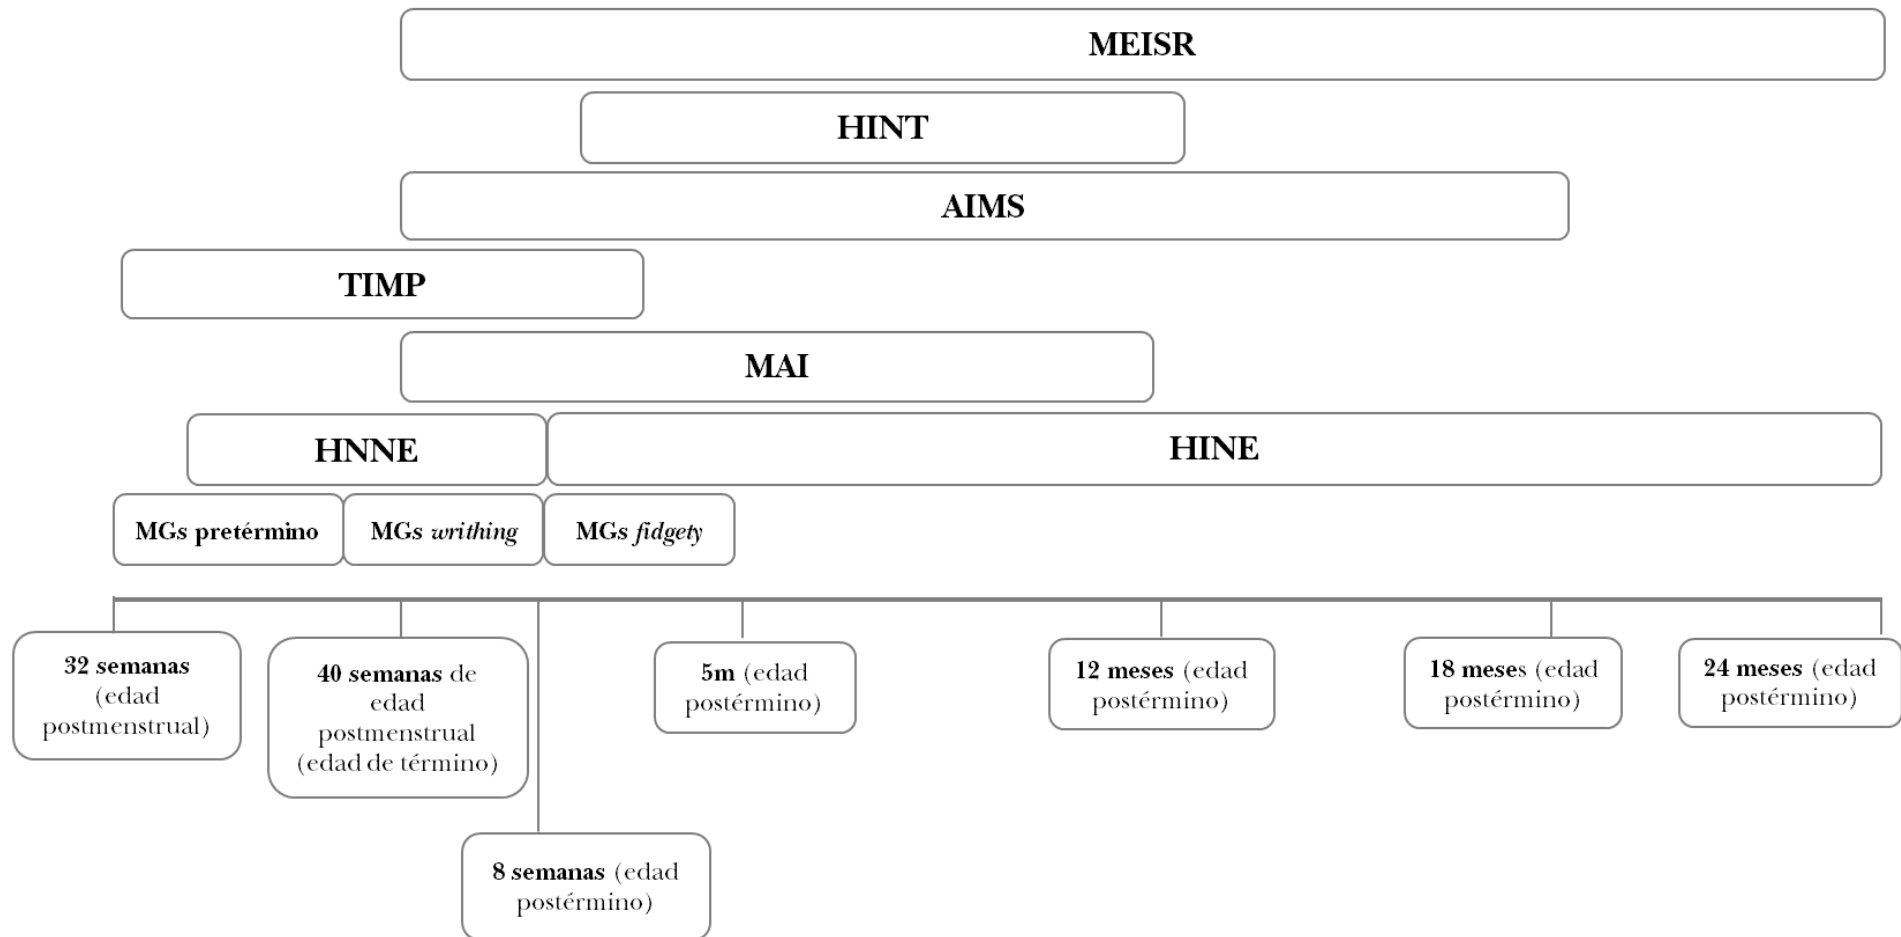 MEISR
HINT
AIMS
TIMP
MAI
HNNE
HINE
MGs pretérmino
MGs writhing
MGs fidgety
32 semanas
(edad
postmenstrual)
40 semanas de
edad
postmenstrual
(edad de término)
5m (edad
postérmino)
12 meses (edad
postérmino)
18 meses (edad
postérmino)
24 meses (edad
postérmino)
8 semanas (edad
postérmino)